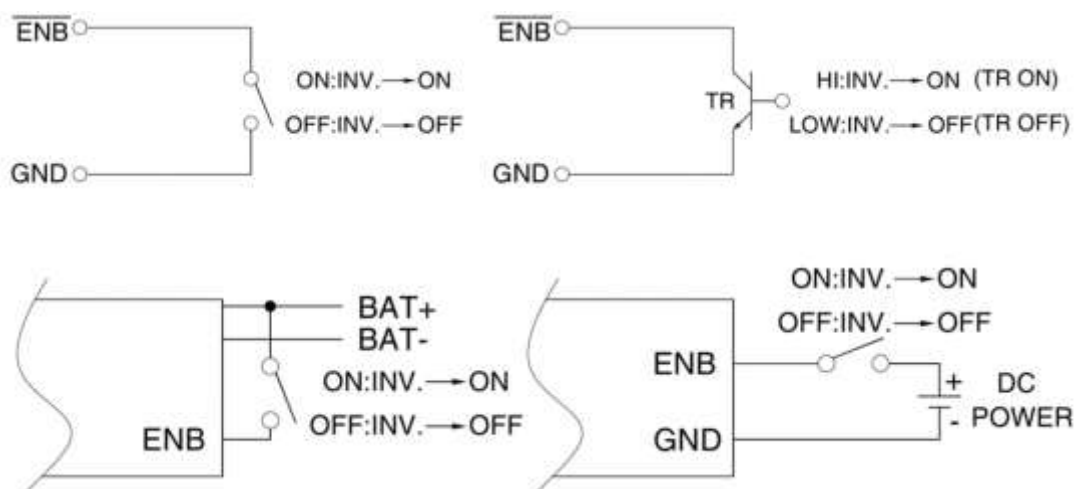 E̅N̅B̅
ON:INV.→ON
OFF:INV.→OFF
GND
E̅N̅B̅
TR
HI:INV.→ON (TR ON)
LOW:INV.→OFF(TR OFF)
GND
BAT+
BAT-
ON:INV.→ON
OFF:INV.→OFF
ENB
ON:INV.→ON
OFF:INV.→OFF
ENB
GND
+
-
DC
POWER